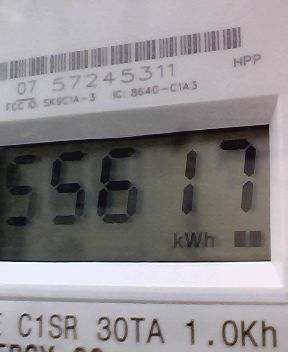 07 57245311
HPP
FCC ID: SK9C1A-3 IC: 864G-C1A3
55617
kWh
C1SR 30TA 1.0Kh